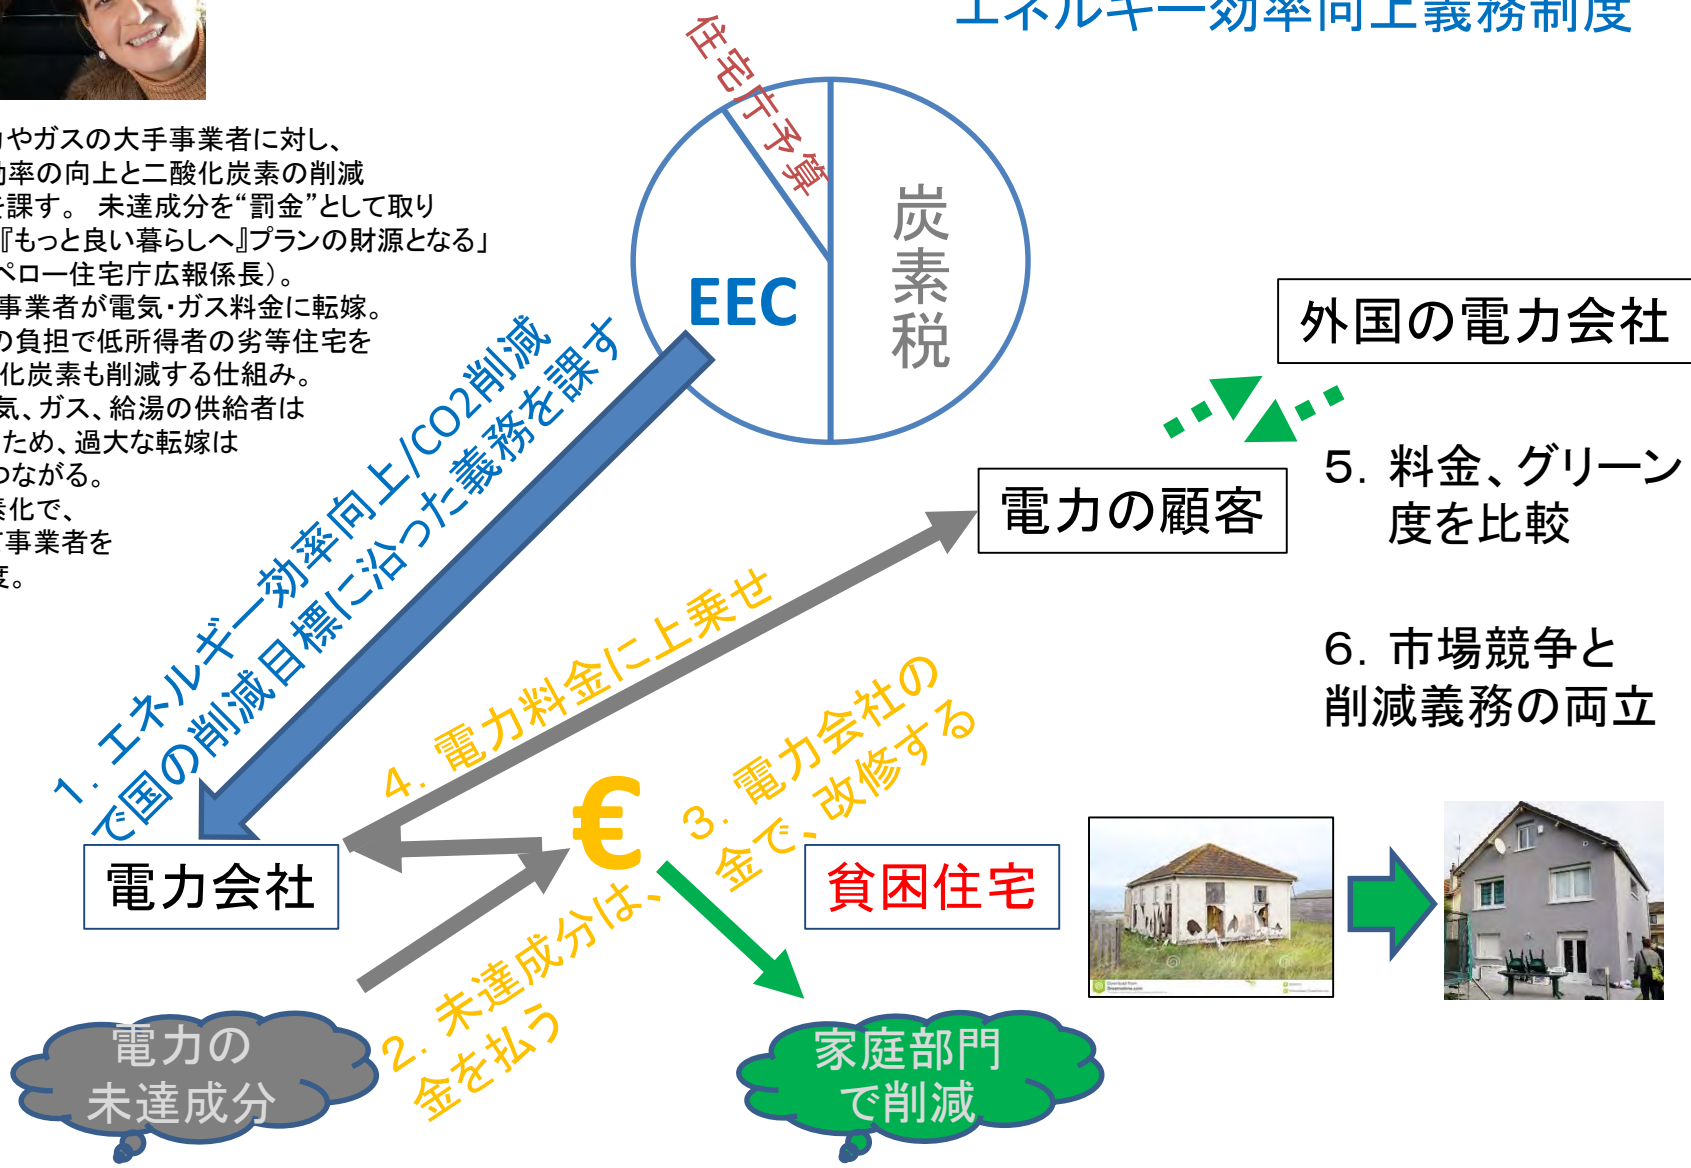 エネルギー効率向上義務制度
やガスの大手事業者に対し、
率の向上と二酸化炭素の削減
課す。 未達成分を“罰金”として取り
『もっと良い暮らしへ』プランの財源となる」
ペロー住宅庁広報係長)。
事業者が電気・ガス料金に転嫁。
の負担で低所得者の劣等住宅を
化炭素も削減する仕組み。
気、ガス、給湯の供給者は
ため、過大な転嫁は
つながる。
化で、
事業者を
度。
住宅庁予算
炭素税
EEC
外国の電力会社
電力の顧客
5. 料金、グリーン
度を比較
6. 市場競争と
削減義務の両立
1. エネルギー効率向上/CO2削減
で国の削減目標に沿った義務を課す
4. 電力料金に上乗せ
€
3. 電力会社の
金で、改修する
電力会社
貧困住宅
2. 未達成分は、
金を払う
電力の
未達成分
家庭部門
で削減